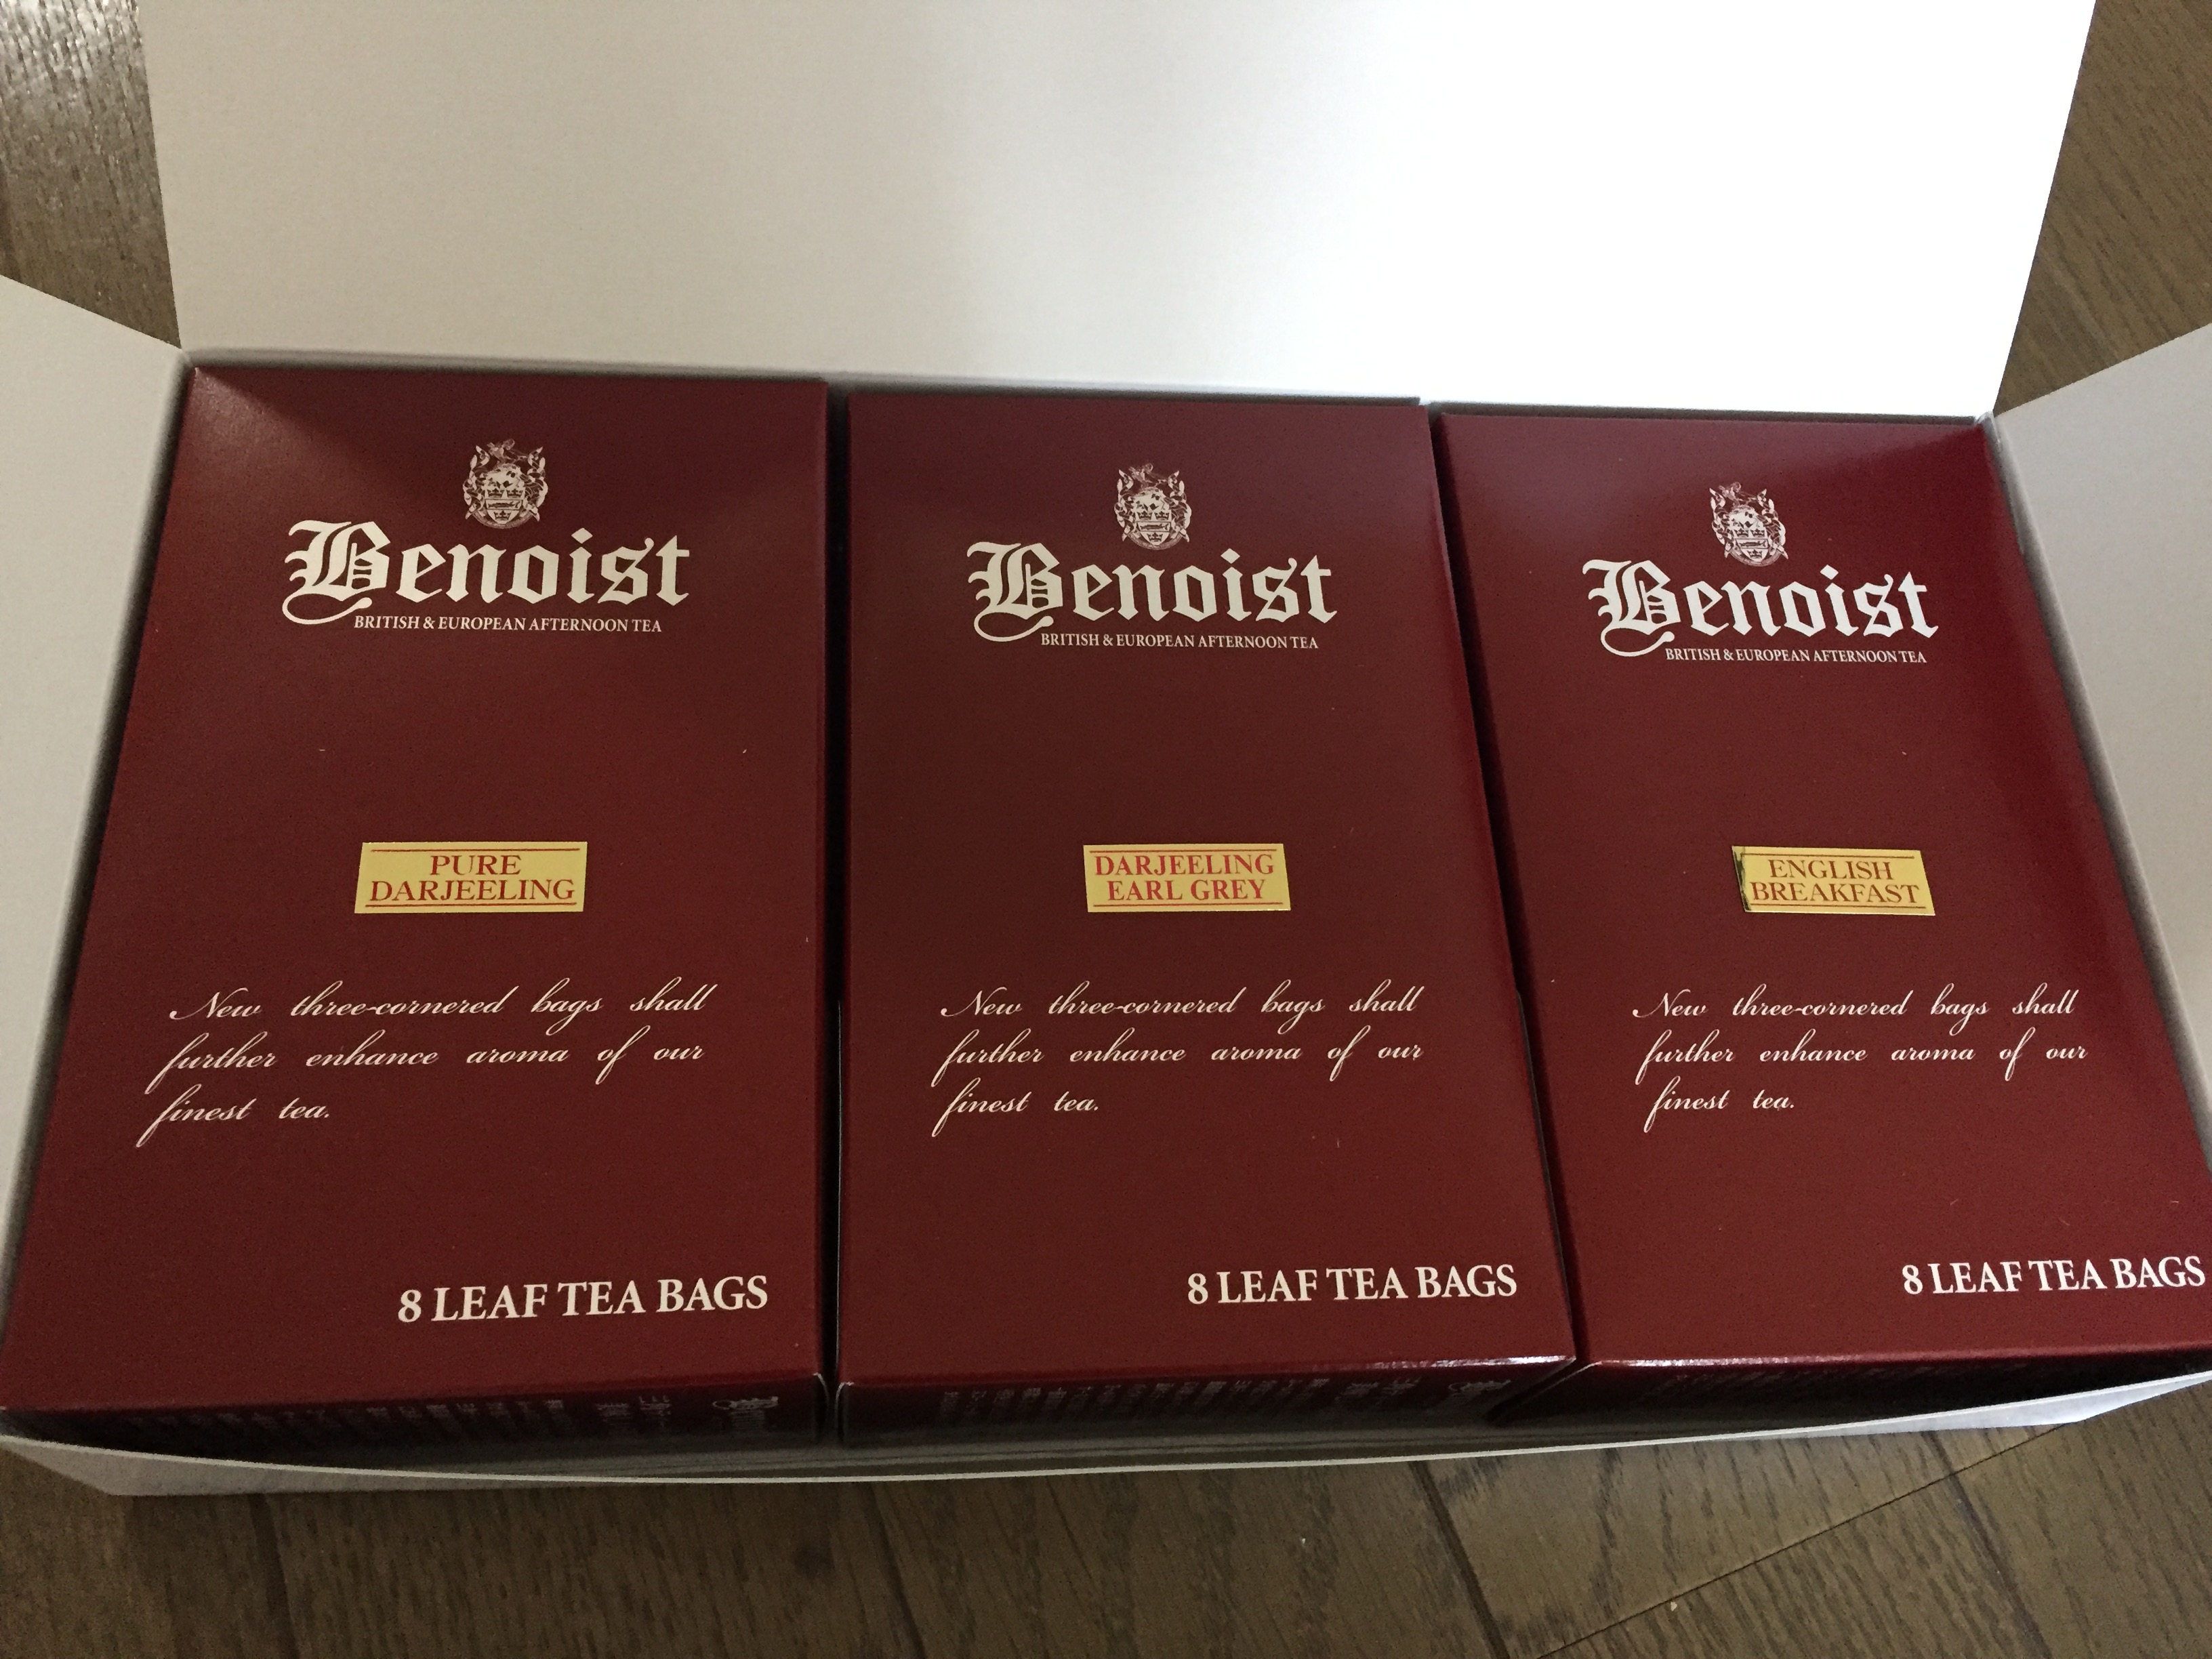 Benoist
BRITISH & EUROPEAN AFTERNOON TEA
PURE
DARJEELING
New three-cornered bags shall
further enhance aroma of our
finest tea.
8 LEAF TEA BAGS
Benoist
BRITISH & EUROPEAN AFTERNOON TEA
DARJEELING
EARL GREY
New three-cornered bags shall
further enhance aroma of our
finest tea.
8 LEAF TEA BAGS
Benoist
BRITISH & EUROPEAN AFTERNOON TEA
ENGLISH
BREAKFAST
New three-cornered bags shall
further enhance aroma of our
finest tea.
8 LEAF TEA BAGS